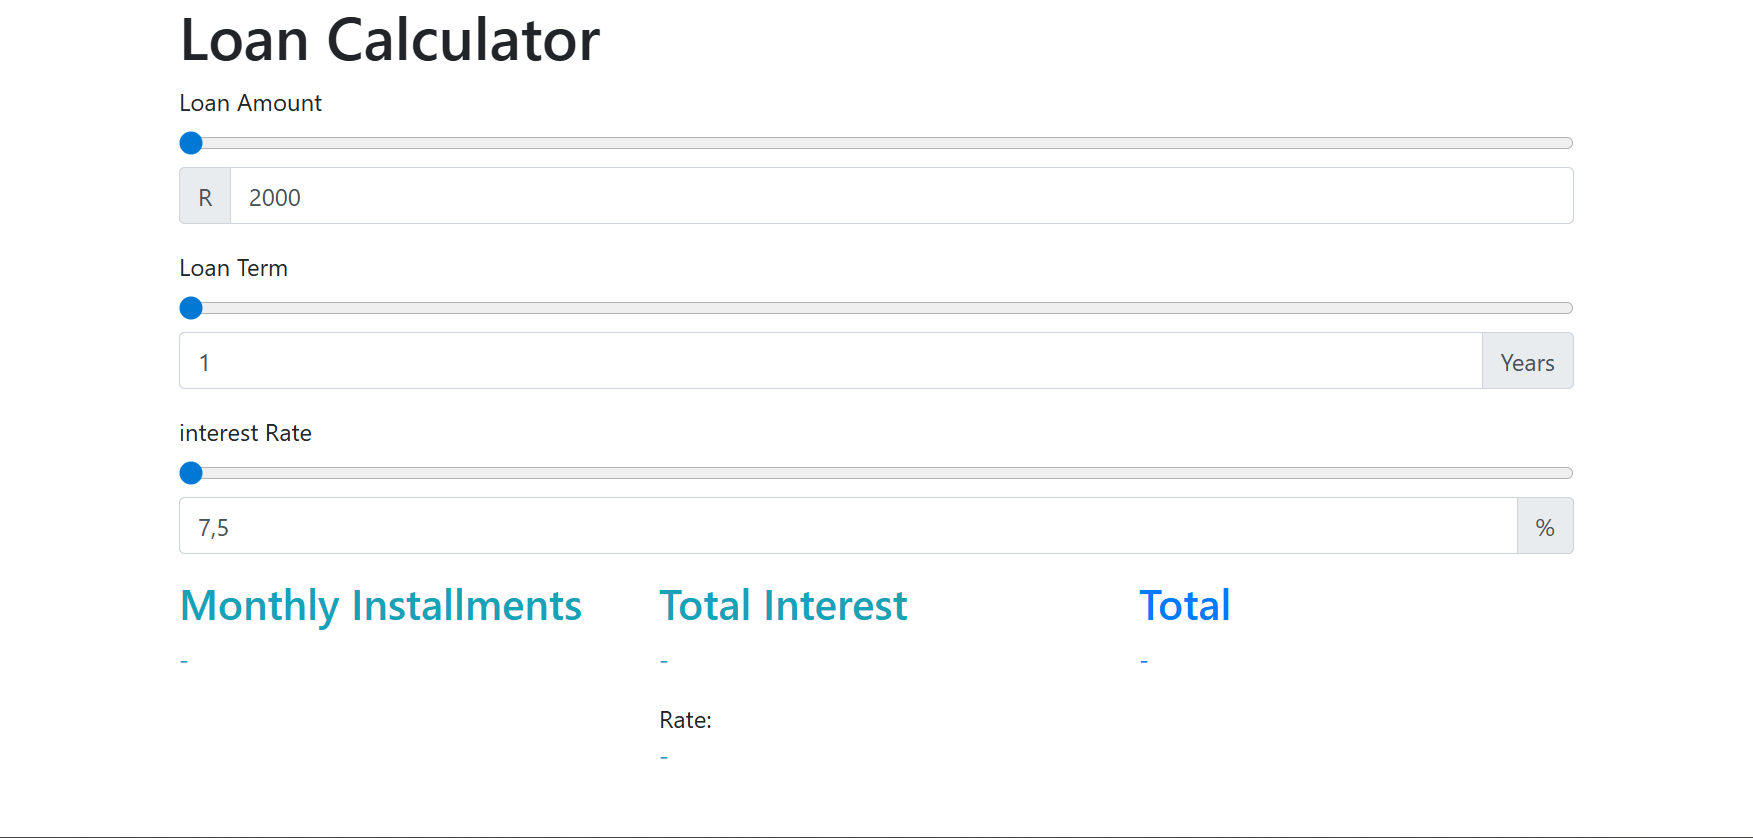 Loan Calculator
Loan Amount
R 2000
Loan Term
1 Years
interest Rate
7,5 %
Monthly Installments Total Interest Total
- - -
Rate:
-